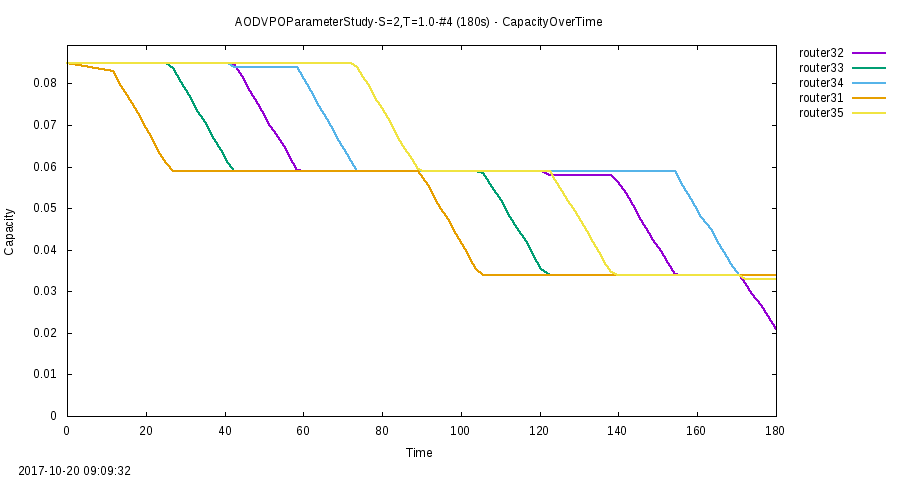 AODVPOParameterStudy-S=2,T=1.0-#4 (180s) - CapacityOverTime
router32
router33
router34
router31
router35
0.08
0.07
0.06
0.05
0.04
0.03
0.02
0.01
0
Capacity
0 20 40 60 80 100 120 140 160 180
Time
2017-10-20 09:09:32